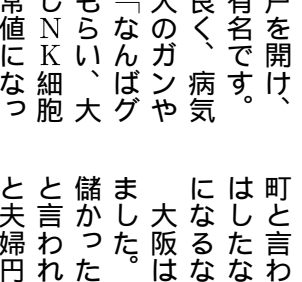 戸を開け、
有名です。
良く、病気
大のガンや
「なんばグ
もらい、大
しNK細胞
常値になっ
町と言わ
はしたな
になるな
大阪は
ました。
儲かった
と言われ
と夫婦円